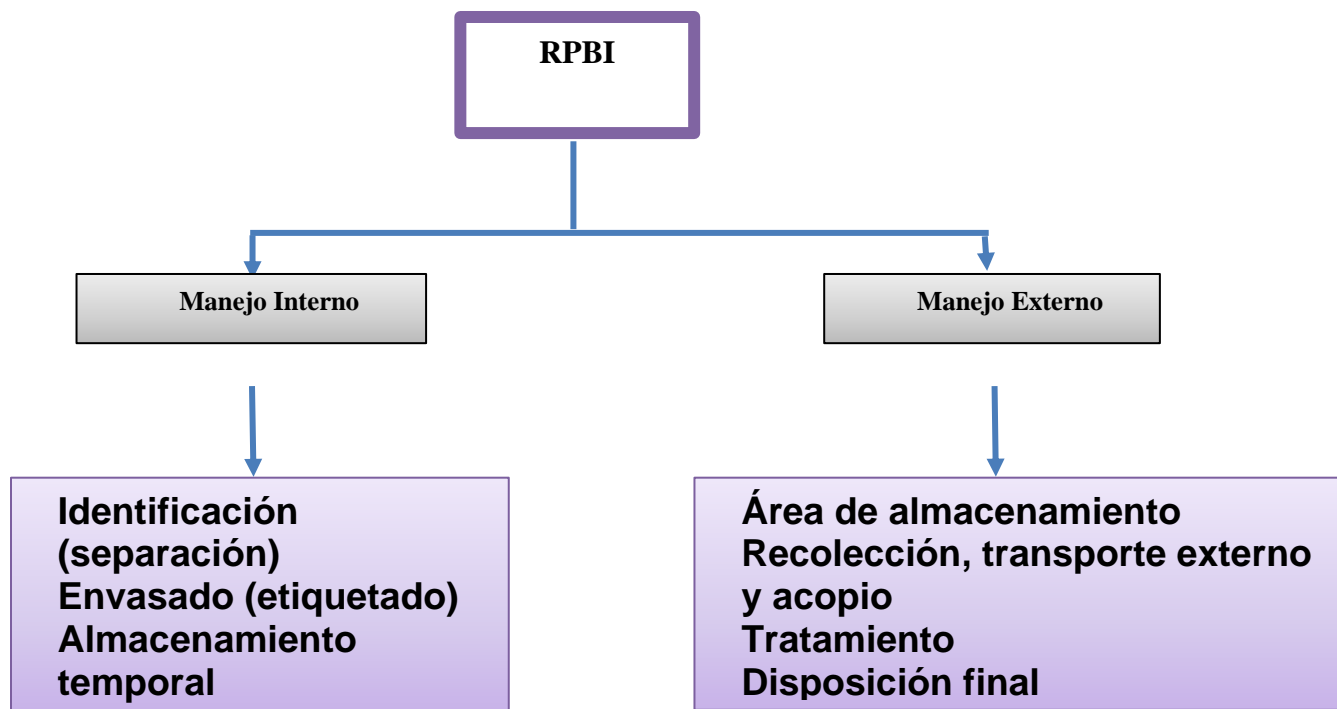 RPBI
Manejo Interno
Manejo Externo
Identificación
(separación)
Envasado (etiquetado)
Almacenamiento
temporal
Área de almacenamiento
Recolección, transporte externo
y acopio
Tratamiento
Disposición final